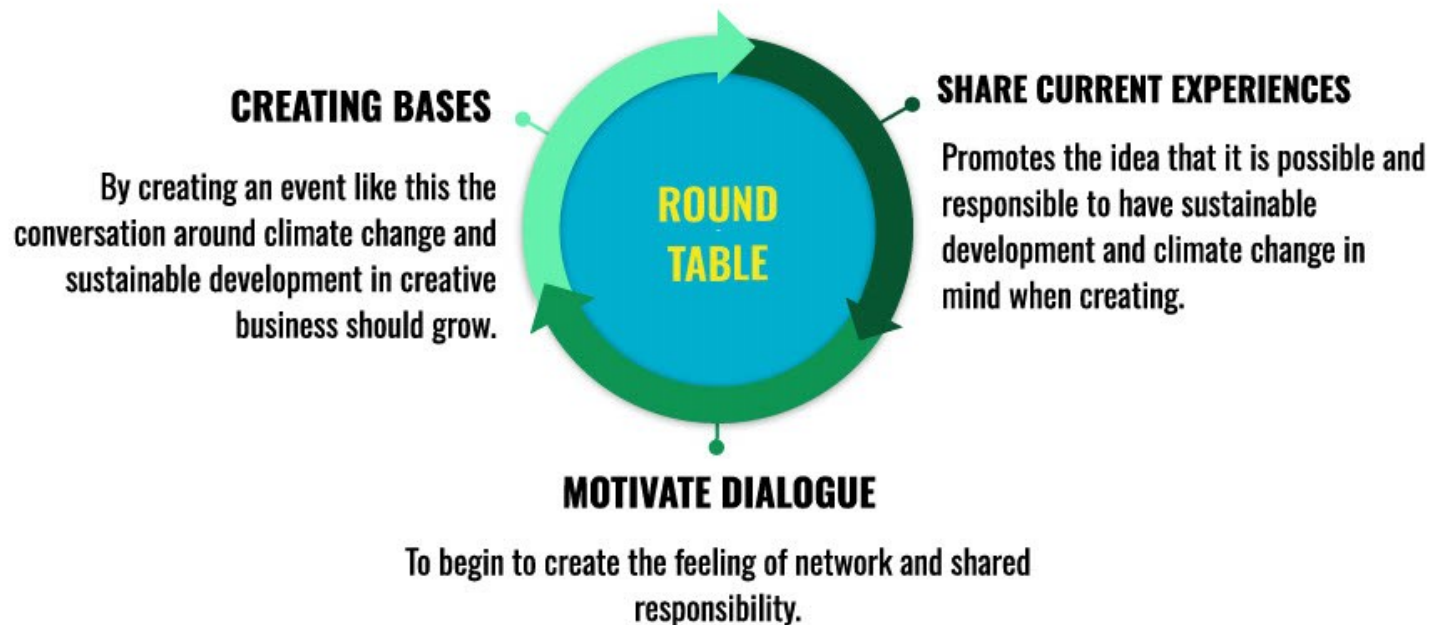 CREATING BASES
By creating an event like this the
conversation around climate change and
sustainable development in creative
business should grow.
ROUND
TABLE
SHARE CURRENT EXPERIENCES
Promotes the idea that it is possible and
responsible to have sustainable
development and climate change in
mind when creating.
MOTIVATE DIALOGUE
To begin to create the feeling of network and shared
responsibility.